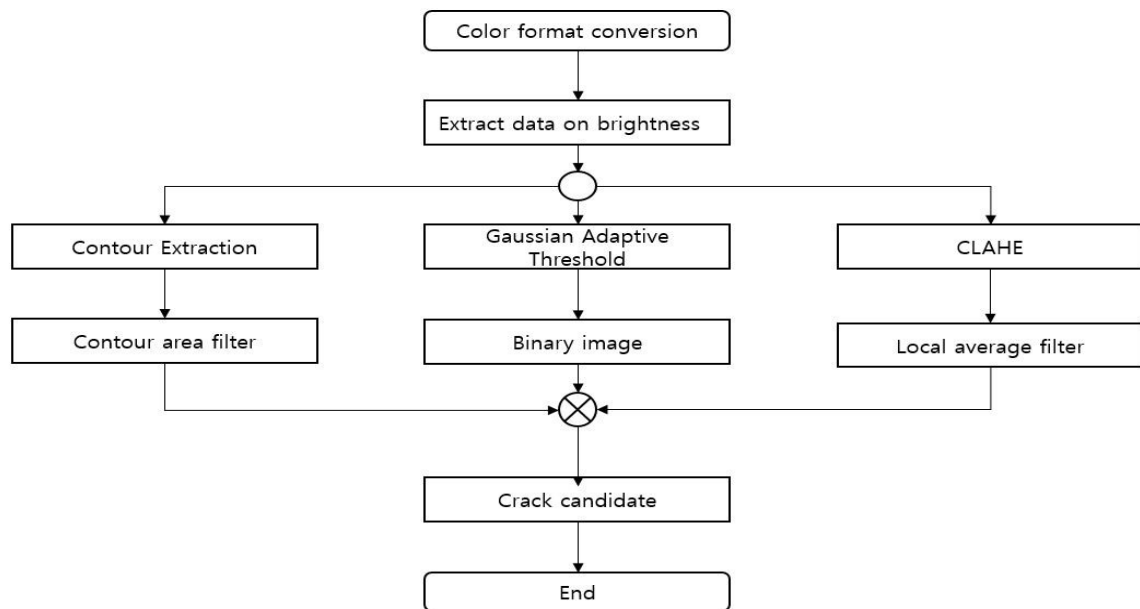 Color format conversion
Extract data on brightness
Contour Extraction
Gaussian Adaptive
Threshold
CLAHE
Contour area filter
Binary image
Local average filter
Crack candidate
End